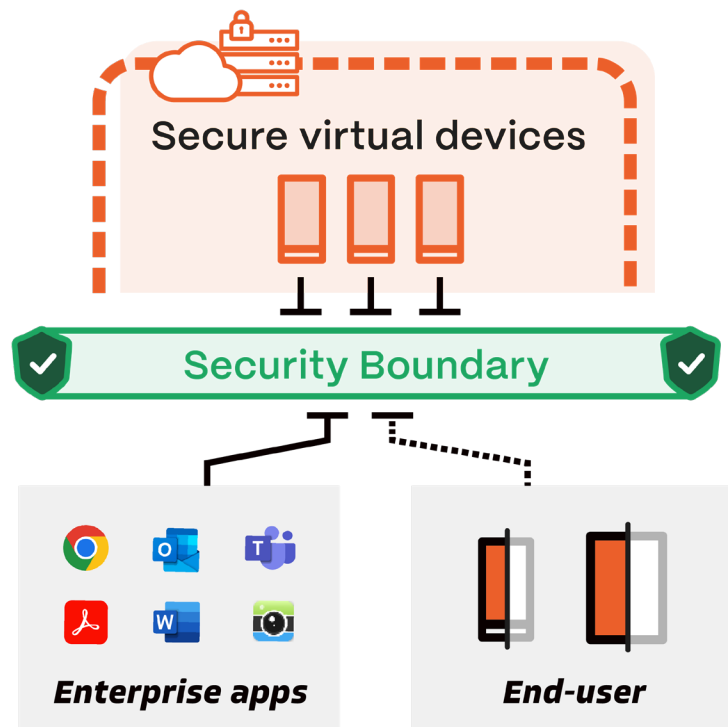 Secure virtual devices
Security Boundary
O
T
W
Enterprise apps
End-user